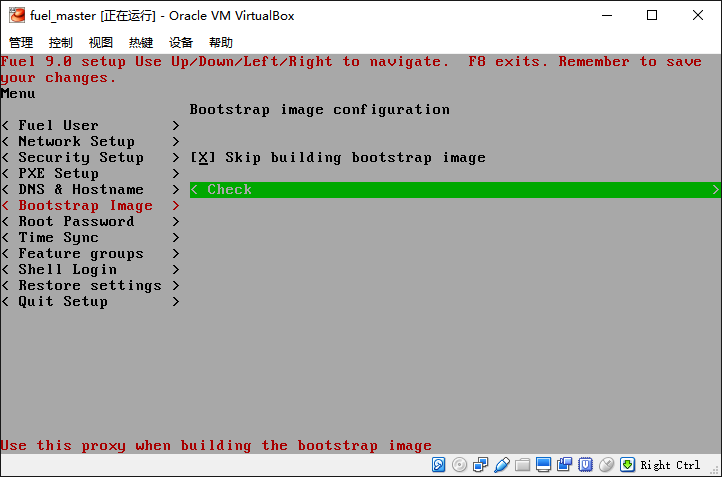 fuel_master [正在运行] - Oracle VM VirtualBox
管理 控制 视图 热键 设备 帮助
Fuel 9.0 setup Use Up/Down/Left/Right to navigate.  F8 exits. Remember to save
your changes.
Menu
Bootstrap image configuration
< Fuel User >
< Network Setup >
< Security Setup > [X] Skip building bootstrap image
< PXE Setup >
< DNS & Hostname > < Check >
< Bootstrap Image >
< Root Password >
< Time Sync >
< Feature groups >
< Shell Login >
< Restore settings >
< Quit Setup >
Use this proxy when building the bootstrap image
Right Ctrl